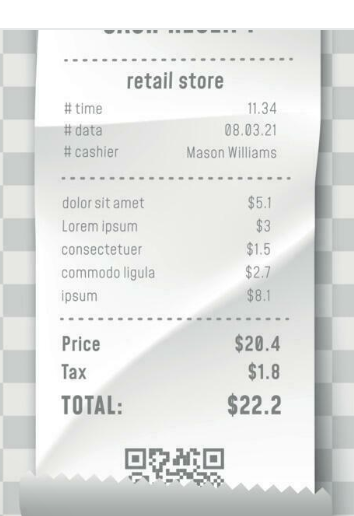 retail store
# time 11.34
# data 08.03.21
# cashier Mason Williams
dolor sit amet $5.1
Lorem ipsum $3
consectetuer $1.5
commodo ligula $2.7
ipsum $8.1
Price $20.4
Tax $1.8
TOTAL: $22.2